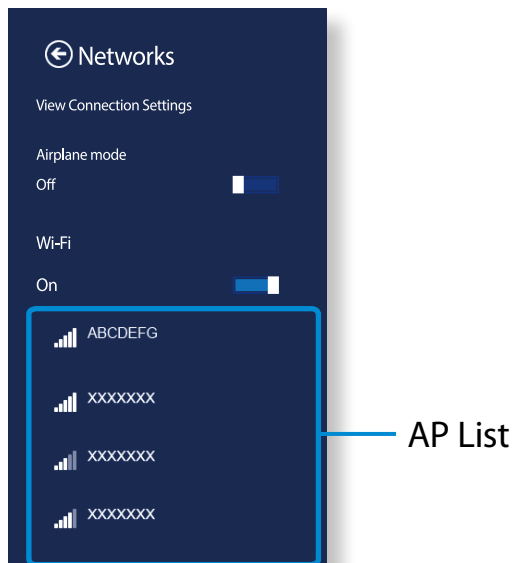 Networks
View Connection Settings
Airplane mode
Off
Wi-Fi
On
ABCDEFG
XXXXXXX
XXXXXXX
XXXXXXX
AP List